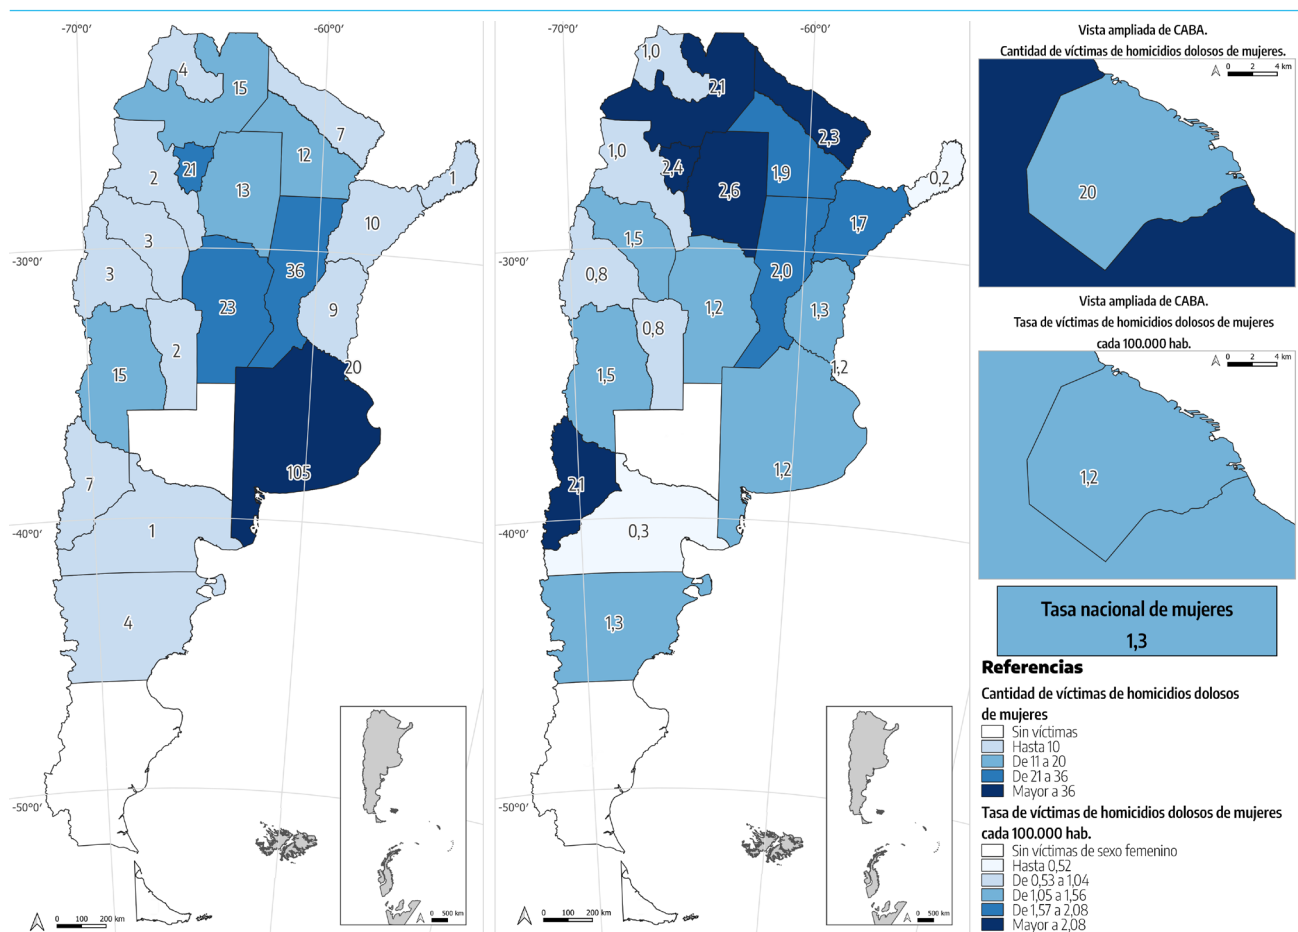 -70°0'
-60°0'
4
15
7
12
21
2
13
1
10
3
-30°0'
3
36
23
9
2
20
15
105
7
-40°0'
1
4
-50°0'
0 100 200 km
0 500 km
-70°0'
-60°0'
1,0
2,1
2,3
1,0
1,9
2,4
2,6
0,2
1,7
1,5
-30°0'
0,8
2,0
1,2
1,3
0,8
1,2
1,5
1,2
2,1
-40°0'
0,3
1,3
-50°0'
0 100 200 km
0 500 km
Vista ampliada de CABA.
Cantidad de víctimas de homicidios dolosos de mujeres.
0 2 4 km
20
Vista ampliada de CABA.
Tasa de víctimas de homicidios dolosos de mujeres
cada 100.000 hab.
0 2 4 km
1,2
Tasa nacional de mujeres
1,3
Referencias
Cantidad de víctimas de homicidios dolosos
de mujeres
Sin víctimas
Hasta 10
De 11 a 20
De 21 a 36
Mayor a 36
Tasa de víctimas de homicidios dolosos de mujeres
cada 100.000 hab.
Sin víctimas de sexo femenino
Hasta 0,52
De 0,53 a 1,04
De 1,05 a 1,56
De 1,57 a 2,08
Mayor a 2,08